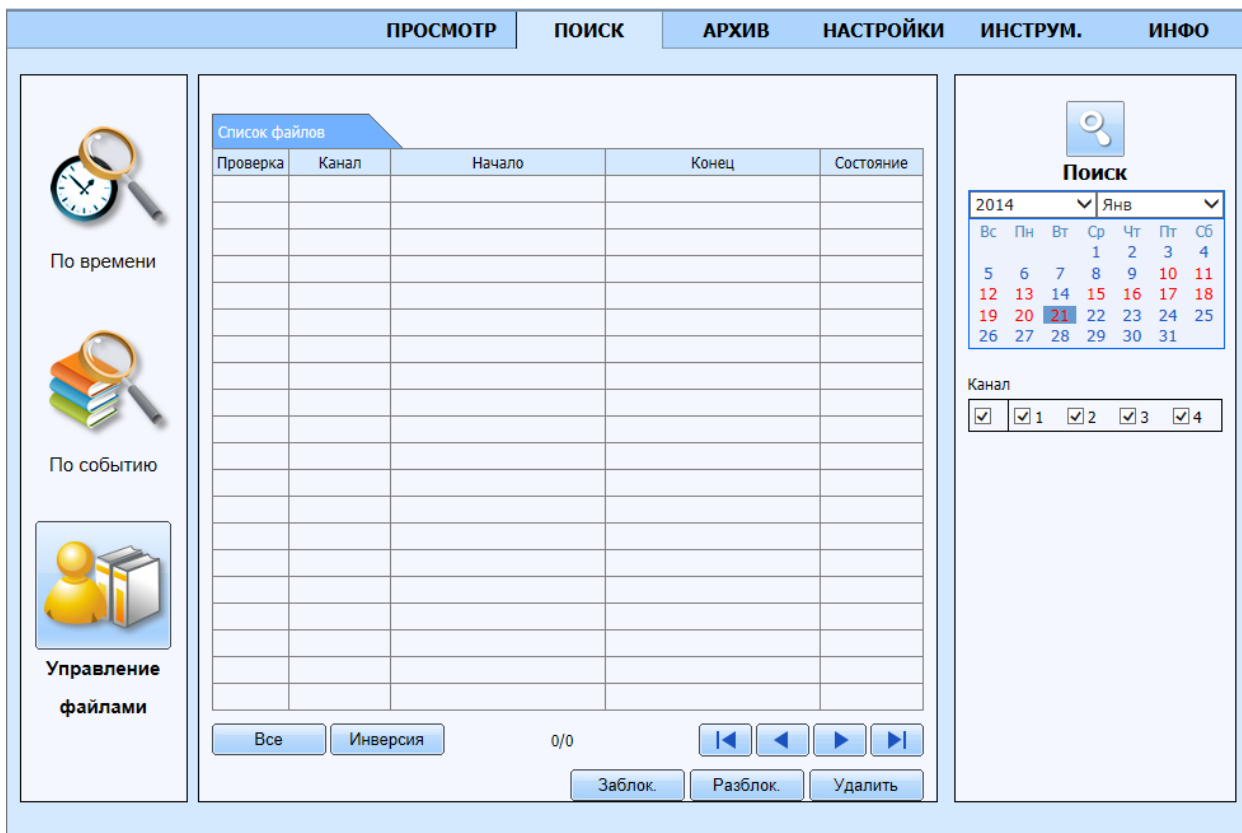 ПРОСМОТР ПОИСК АРХИВ НАСТРОЙКИ ИНСТРУМ. ИНФО
По времени
По событию
Управление
файлами
Список файлов
Проверка Канал Начало Конец Состояние
Все Инверсия 0/0
Заблок. Разблок. Удалить
Поиск
2014 Янв
Вс Пн Вт Ср Чт Пт Сб
1 2 3 4
5 6 7 8 9 10 11
12 13 14 15 16 17 18
19 20 21 22 23 24 25
26 27 28 29 30 31
Канал
1 2 3 4